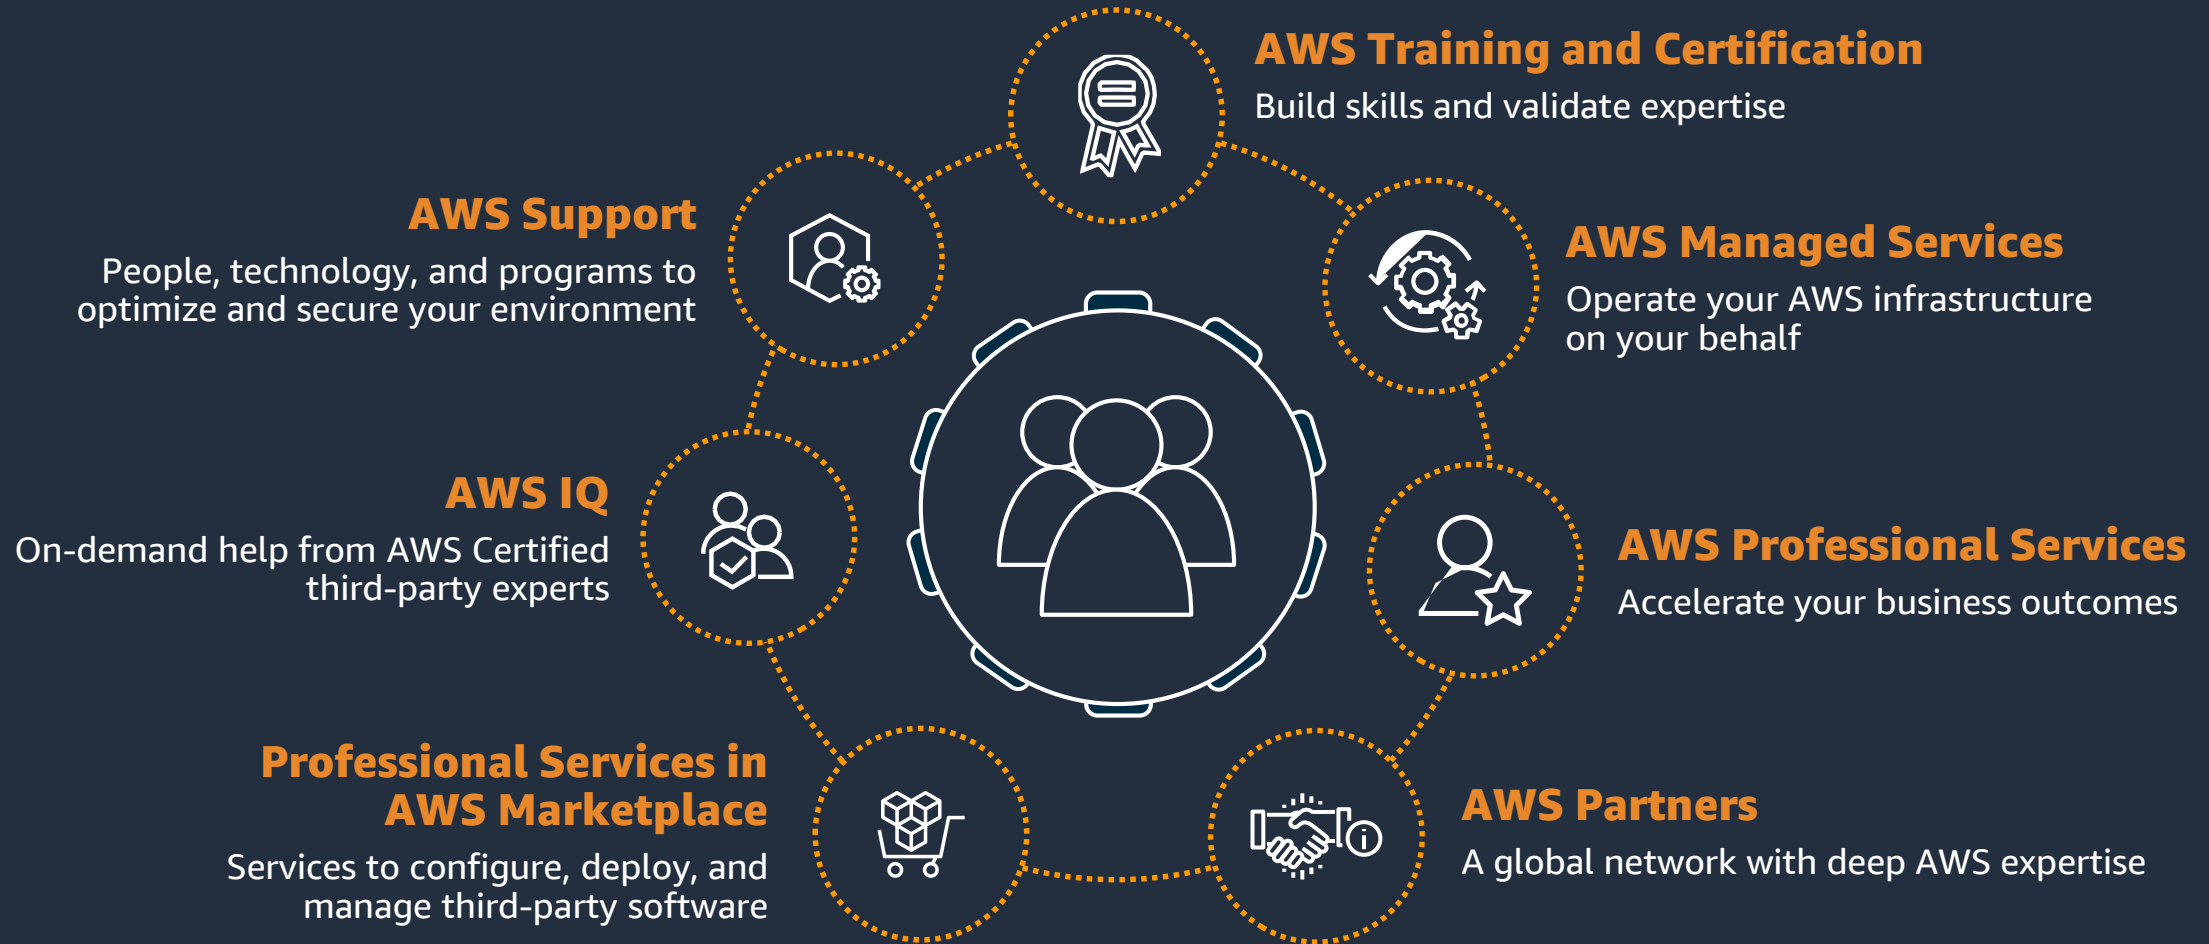 AWS Training and Certification
Build skills and validate expertise
AWS Support
People, technology, and programs to
optimize and secure your environment
AWS Managed Services
Operate your AWS infrastructure
on your behalf
AWS IQ
On-demand help from AWS Certified
third-party experts
AWS Professional Services
Accelerate your business outcomes
Professional Services in
AWS Marketplace
Services to configure, deploy, and
manage third-party software
AWS Partners
A global network with deep AWS expertise
i